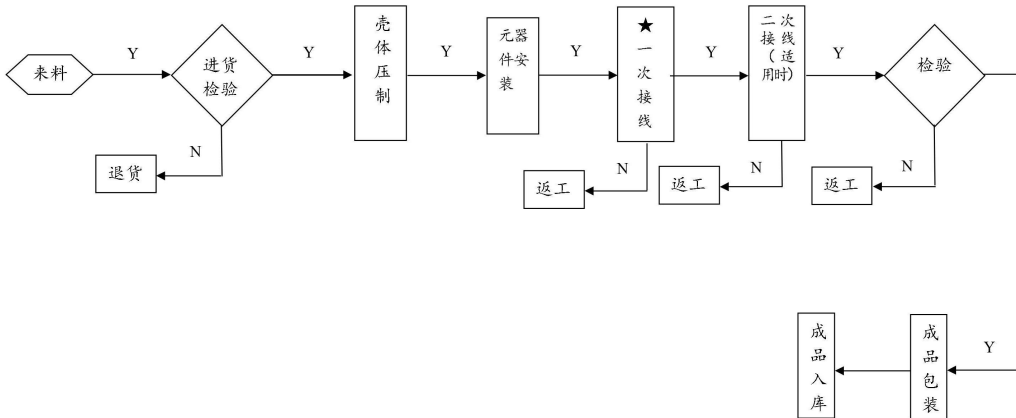 来料
Y
进货
检验
Y
壳
体
压
制
Y
元器
件安
装
Y
★
一
次
接
线
Y
二次
接线
（适
用时）
Y
检验
N
退货
N
返工
N
返工
N
返工
成
品
入
库
成
品
包
装
Y